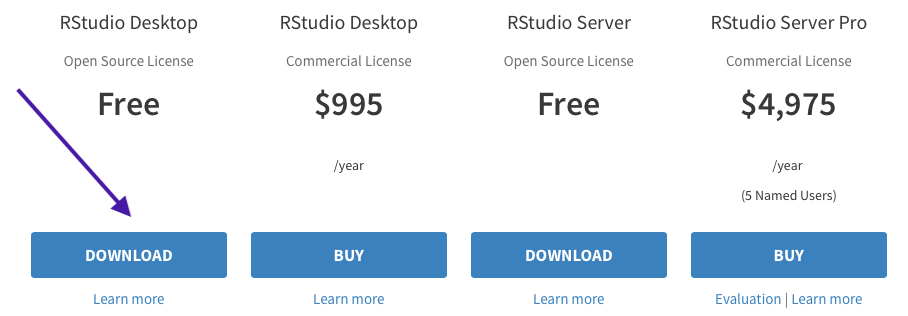 RStudio Desktop
Open Source License
Free
DOWNLOAD
Learn more
RStudio Desktop
Commercial License
$995
/year
BUY
Learn more
RStudio Server
Open Source License
Free
DOWNLOAD
Learn more
RStudio Server Pro
Commercial License
$4,975
/year
(5 Named Users)
BUY
Evaluation | Learn more